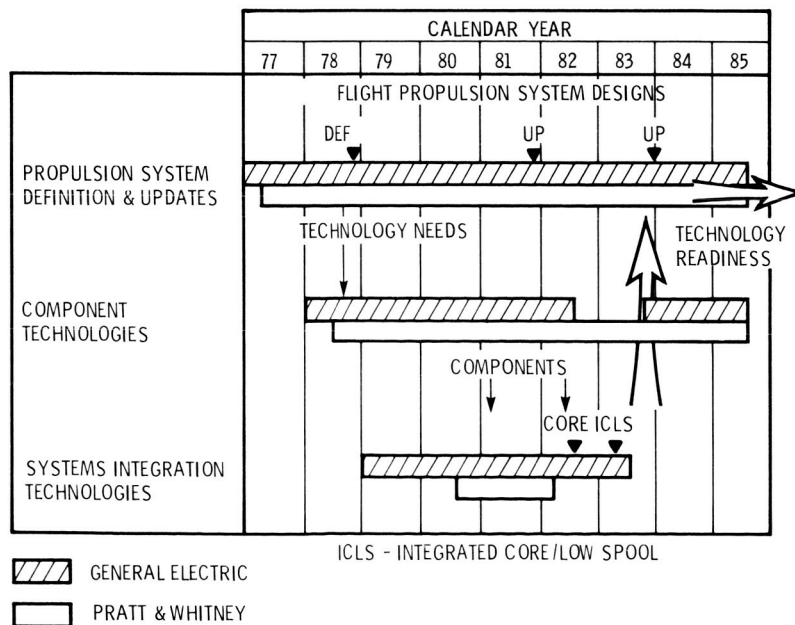 CALENDAR YEAR
77 78 79 80 81 82 83 84 85
FLIGHT PROPULSION SYSTEM DESIGNS
DEF UP UP
PROPULSION SYSTEM
DEFINITION & UPDATES
TECHNOLOGY NEEDS
TECHNOLOGY
READINESS
COMPONENT
TECHNOLOGIES
COMPONENTS
CORE ICLS
SYSTEMS INTEGRATION
TECHNOLOGIES
ICLS - INTEGRATED CORE/LOW SPOOL
GENERAL ELECTRIC
PRATT & WHITNEY